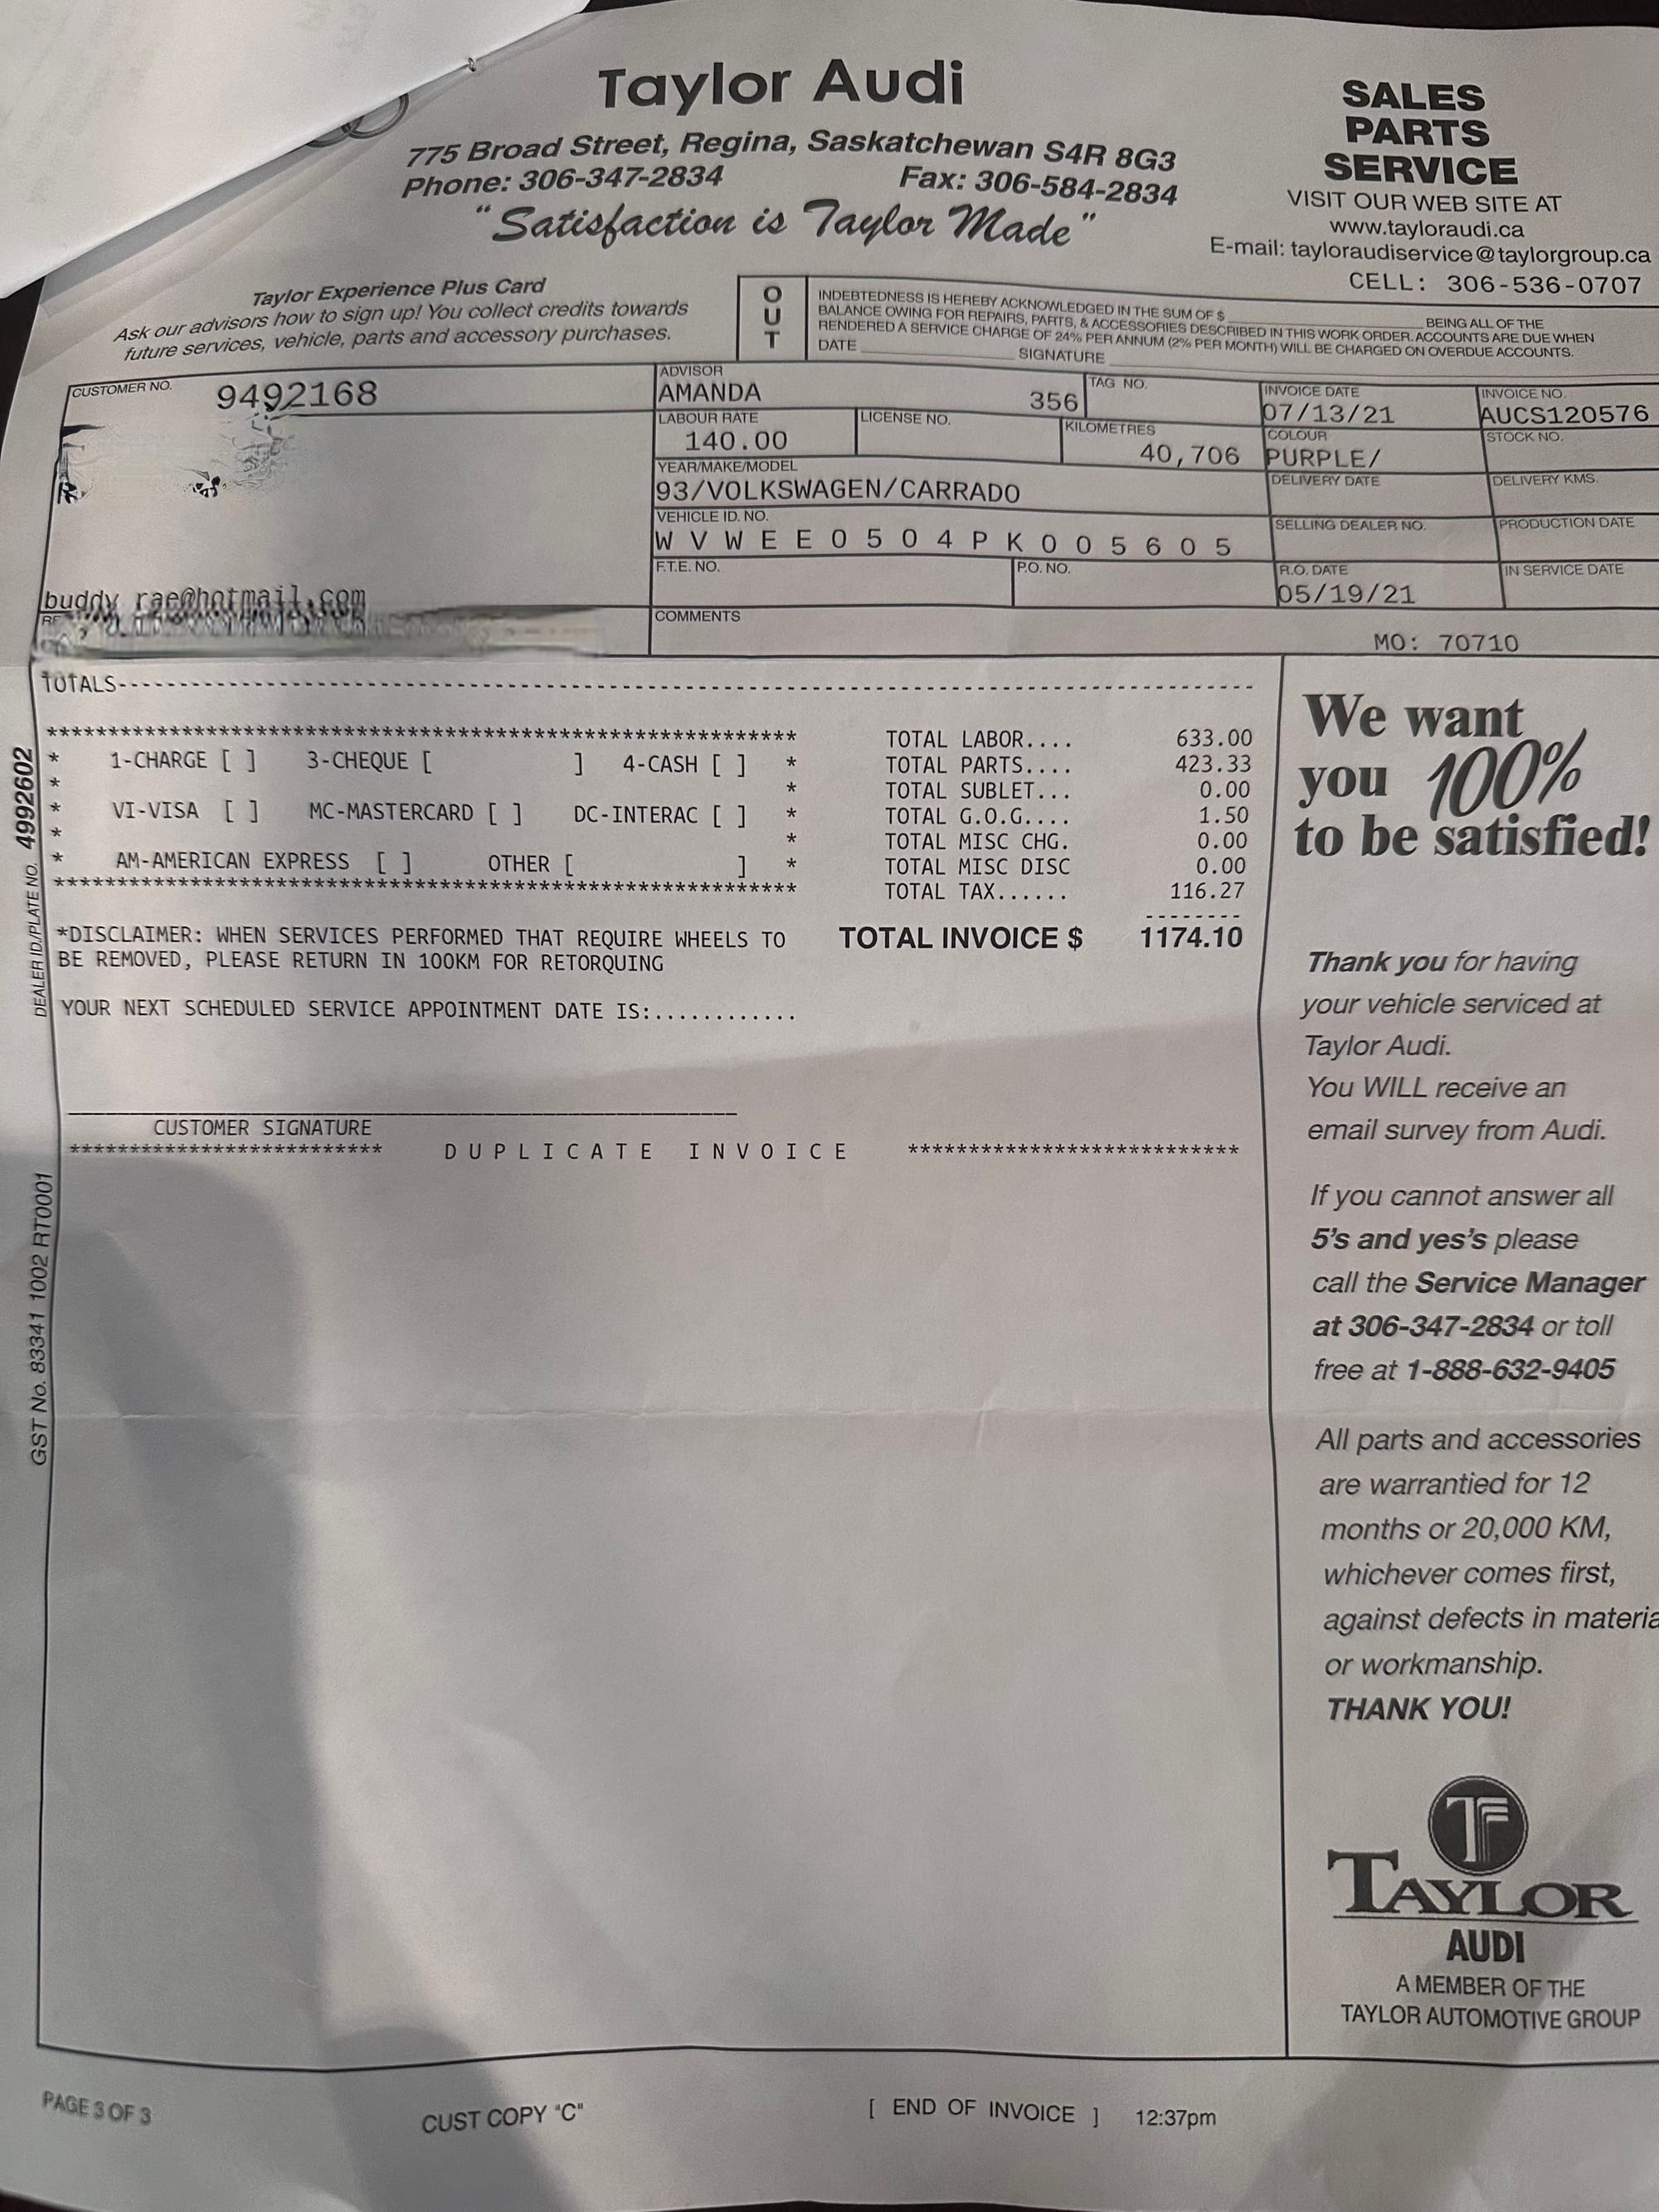 Taylor Audi
775 Broad Street, Regina, Saskatchewan S4R 8G3
Phone: 306-347-2834 Fax: 306-584-2834
"Satisfaction is Taylor Made"
SALES
PARTS
SERVICE
VISIT OUR WEB SITE AT
www.tayloraudi.ca
E-mail: tayloraudiservice@taylorgroup.ca
CELL: 306-536-0707
Taylor Experience Plus Card
Ask our advisors how to sign up! You collect credits towards
future services, vehicle, parts and accessory purchases.
OUT
INDEBTEDNESS IS HEREBY ACKNOWLEDGED IN THE SUM OF $ ____ BEING ALL OF THE
BALANCE OWING FOR REPAIRS, PARTS, & ACCESSORIES DESCRIBED IN THIS WORK ORDER. ACCOUNTS ARE DUE WHEN
RENDERED A SERVICE CHARGE OF 24% PER ANNUM (2% PER MONTH) WILL BE CHARGED ON OVERDUE ACCOUNTS.
DATE ____ SIGNATURE ____
CUSTOMER NO. 9492168
ADVISOR
AMANDA 356
TAG NO.
INVOICE DATE
07/13/21
INVOICE NO.
AUCS120576
LABOUR RATE
140.00
LICENSE NO.
KILOMETRES
40,706
COLOUR
PURPLE/
STOCK NO.
YEAR/MAKE/MODEL
93/VOLKSWAGEN/CARRADO
DELIVERY DATE
DELIVERY KMS.
VEHICLE ID. NO.
W V W E E 0 5 0 4 P K 0 0 5 6 0 5
SELLING DEALER NO.
PRODUCTION DATE
F.T.E. NO.
P.O. NO.
R.O. DATE
05/19/21
IN SERVICE DATE
buddy_rae@hotmail.com
COMMENTS
MO: 70710
TOTALS--------------------------------------------------------------------
*************************************************************
* 1-CHARGE [ ] 3-CHEQUE [ ] 4-CASH [ ] *
* *
* VI-VISA [ ] MC-MASTERCARD [ ] DC-INTERAC [ ] *
* *
* AM-AMERICAN EXPRESS [ ] OTHER [ ] *
*************************************************************
TOTAL LABOR.... 633.00
TOTAL PARTS.... 423.33
TOTAL SUBLET... 0.00
TOTAL G.O.G.... 1.50
TOTAL MISC CHG. 0.00
TOTAL MISC DISC 0.00
TOTAL TAX...... 116.27
--------
TOTAL INVOICE $ 1174.10
*DISCLAIMER: WHEN SERVICES PERFORMED THAT REQUIRE WHEELS TO
BE REMOVED, PLEASE RETURN IN 100KM FOR RETORQUING
YOUR NEXT SCHEDULED SERVICE APPOINTMENT DATE IS:............
CUSTOMER SIGNATURE
************************** D U P L I C A T E I N V O I C E ***************************
DEALER ID/PLATE NO. 4992602
GST No. 83341 1002 RT0001
We want
you 100%
to be satisfied!
Thank you for having
your vehicle serviced at
Taylor Audi.
You WILL receive an
email survey from Audi.
If you cannot answer all
5's and yes's please
call the Service Manager
at 306-347-2834 or toll
free at 1-888-632-9405
All parts and accessories
are warrantied for 12
months or 20,000 KM,
whichever comes first,
against defects in materia
or workmanship.
THANK YOU!
TAYLOR
AUDI
A MEMBER OF THE
TAYLOR AUTOMOTIVE GROUP
PAGE 3 OF 3
CUST COPY "C"
[ END OF INVOICE ] 12:37pm